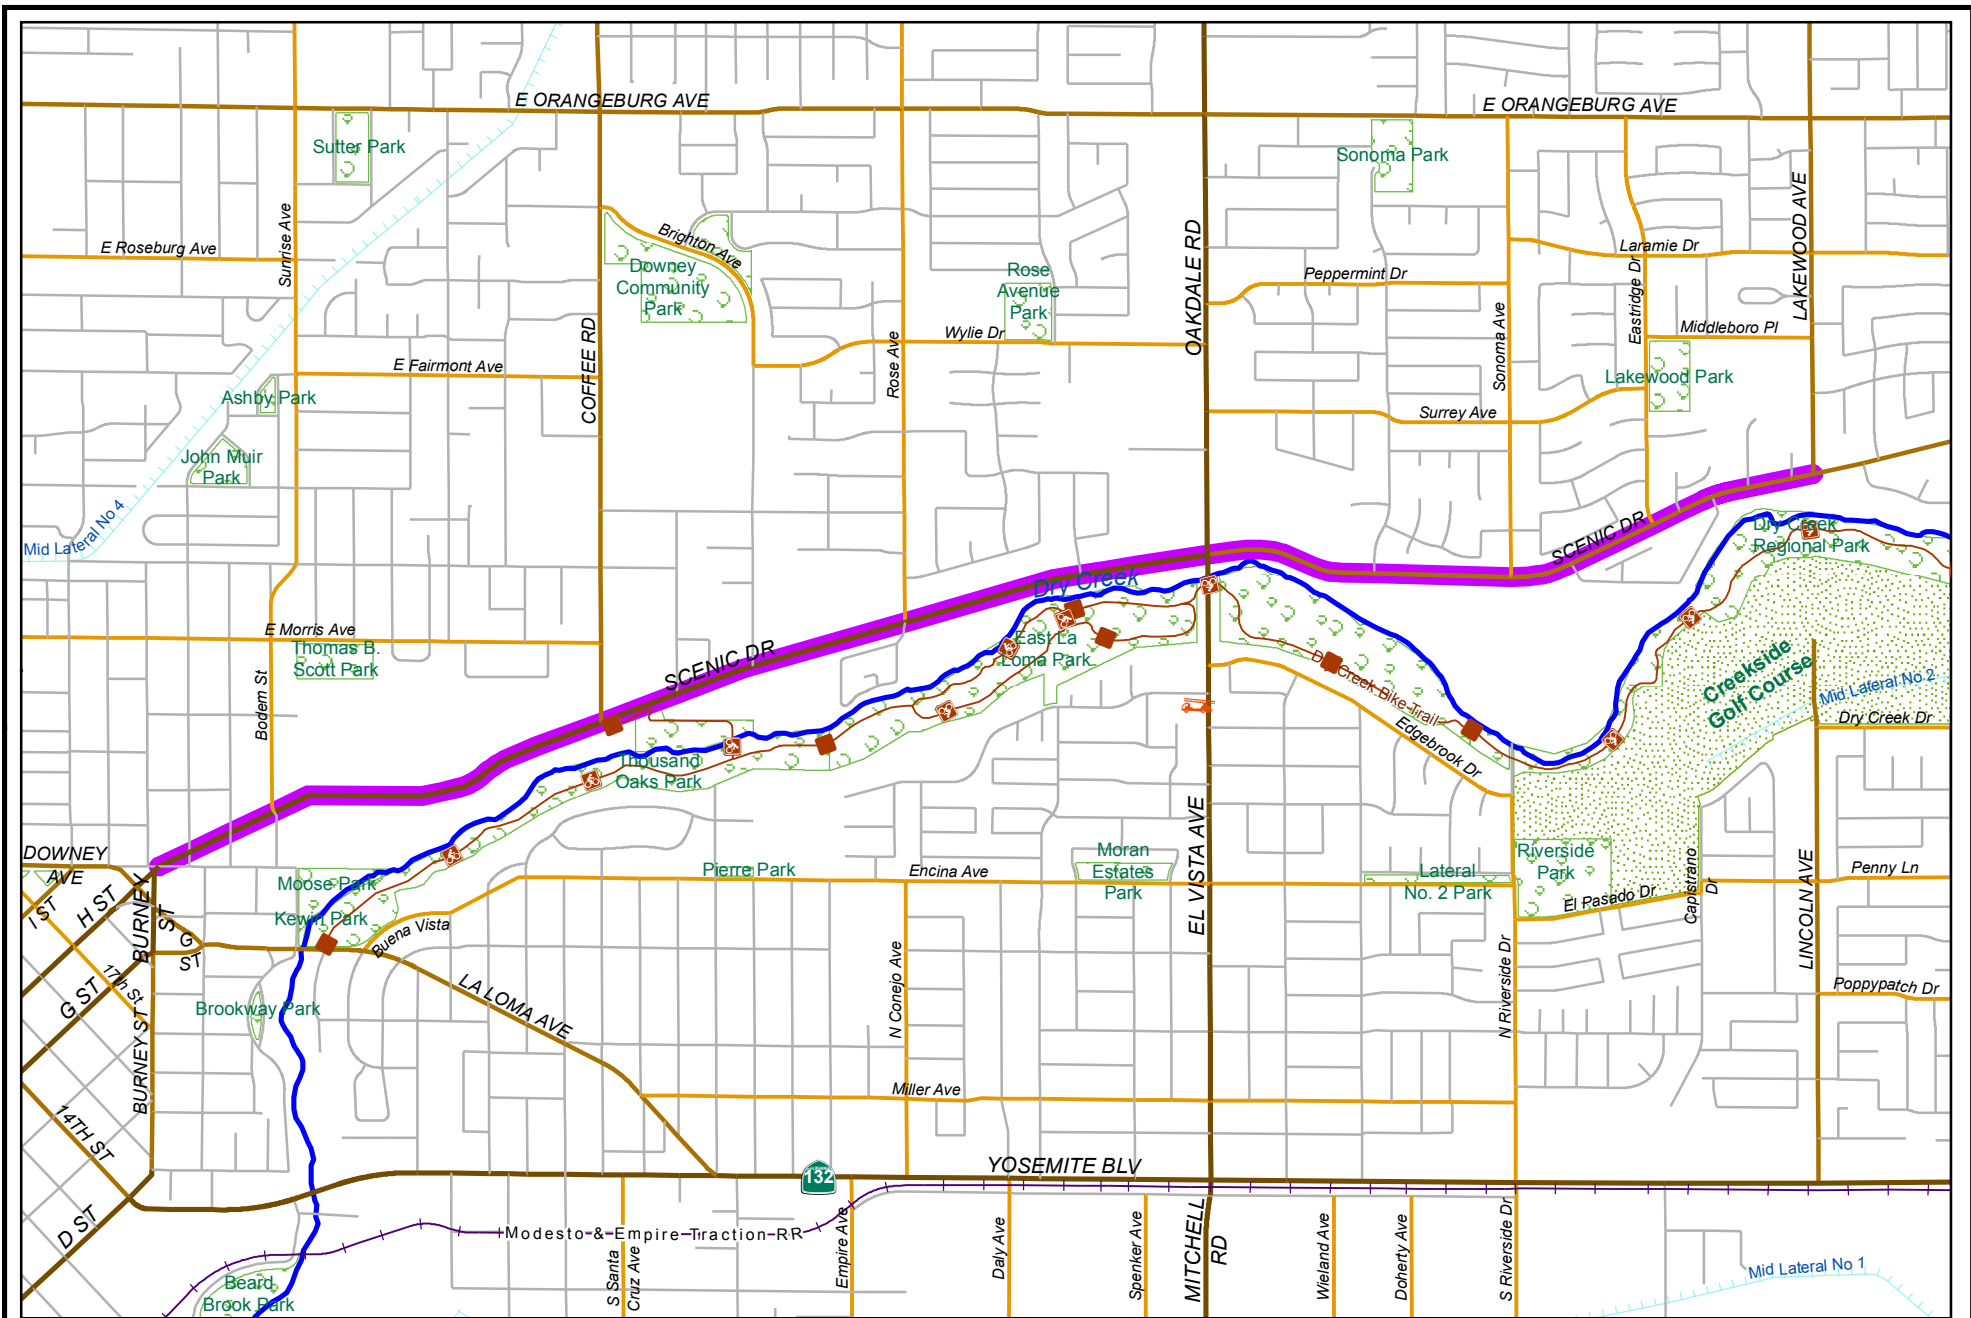 E ORANGEBURG AVE
E ORANGEBURG AVE
Sutter Park
Sonoma Park
LAKEWOOD AVE
Sunrise Ave
E Roseburg Ave
Brighton Ave
OAKDALE RD
Laramie Dr
Downey
Community
Park
Rose
Avenue
Park
Peppermint Dr
Eastridge Dr
COFFEE RD
Rose Ave
Wylie Dr
Sonoma Ave
Middleboro Pl
E Fairmont Ave
Lakewood Park
Ashby Park
Surrey Ave
John Muir
Park
Mid Lateral No 4
SCENIC DR
Dry Creek
Regional Park
Dry Creek
E Morris Ave
Thomas B.
Scott Park
East La
Loma Park
SCENIC DR
Bodem St
Dry Creek Bike Trail
Creekside
Golf Course
Mid Lateral No 2
Dry Creek Dr
Edgebrook Dr
Thousand
Oaks Park
EL VISTA AVE
DOWNEY
AVE
Moose Park
Pierre Park
Encina Ave
Moran
Estates
Park
Lateral
No. 2 Park
Riverside
Park
El Pasado Dr
Capistrano
Dr
LINCOLN AVE
Penny Ln
I ST
H ST
BURNEY
ST
G
ST
Kewin Park
Buena Vista
17th St
G ST
Brookway Park
LA LOMA AVE
N Conejo Ave
N Riverside Dr
Poppypatch Dr
BURNEY ST
Miller Ave
14TH ST
YOSEMITE BLV
132
D ST
Modesto & Empire Traction RR
S Santa
Cruz Ave
Empire Ave
Daly Ave
Spenker Ave
MITCHELL
RD
Wieland Ave
Doherty Ave
S Riverside Dr
Mid Lateral No 1
Beard
Brook Park